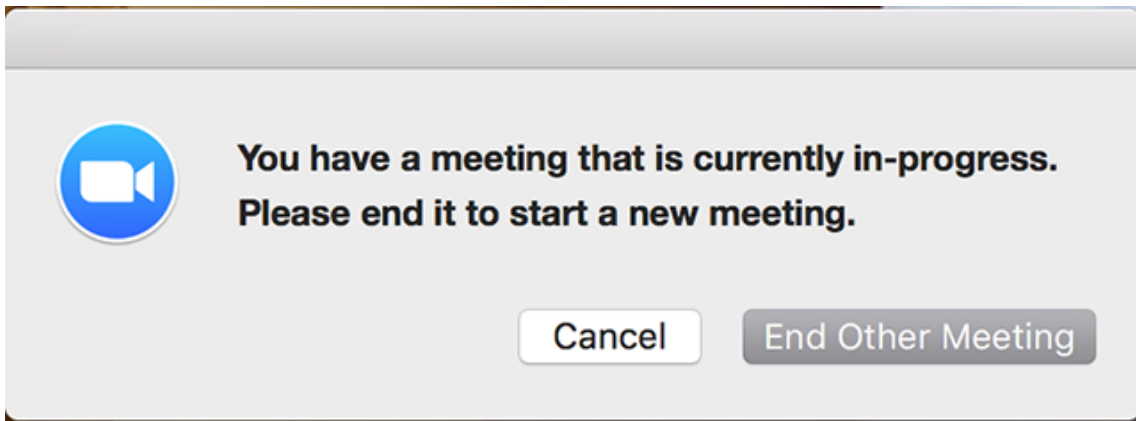 You have a meeting that is currently in-progress.
Please end it to start a new meeting.
Cancel
End Other Meeting